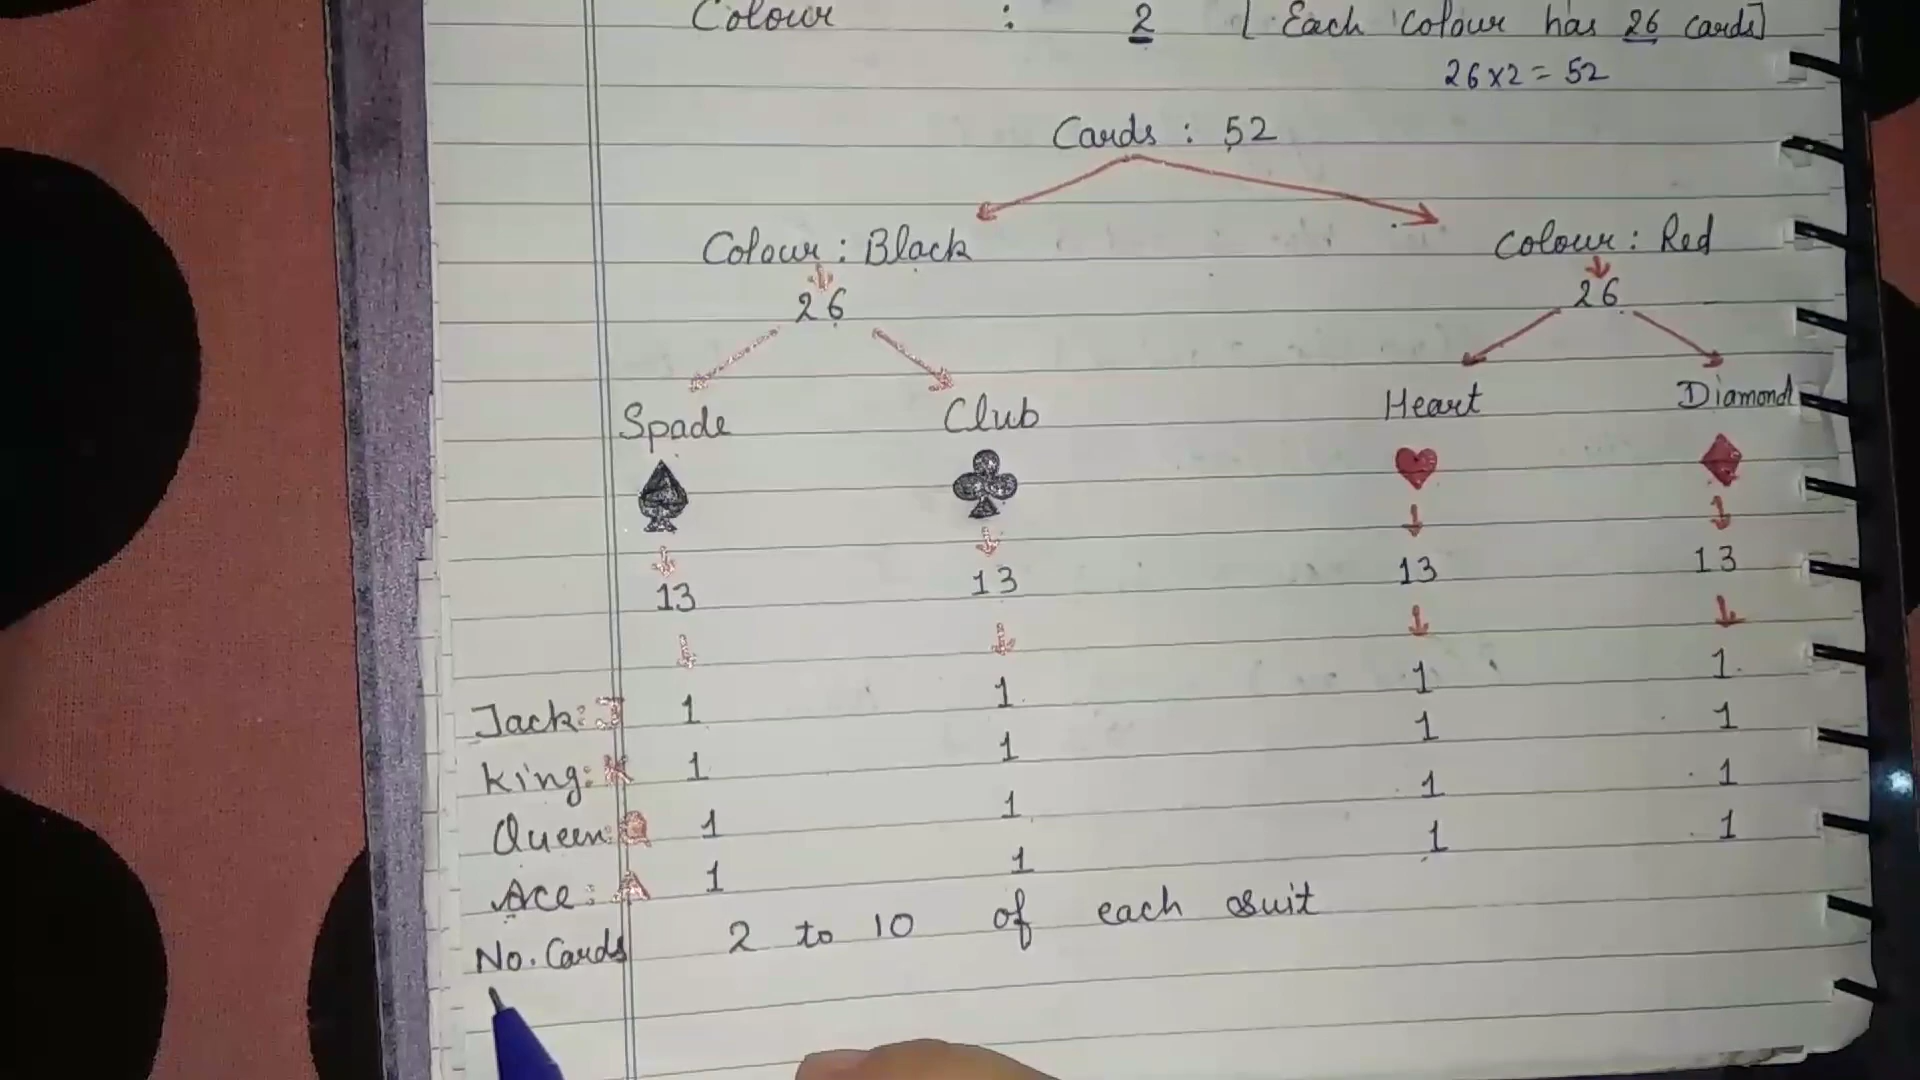 Colour : 2 [Each colour has 26 cards]
26x2 = 52
Cards : 52
Colour : Black Colour : Red
26 26
Spade Club Heart Diamond
13 13 13 13
Jack: J 1 1 1 1
King: K 1 1 1 1
Queen: Q 1 1 1 1
Ace: A 1 1 1 1
No. Cards 2 to 10 of each suit